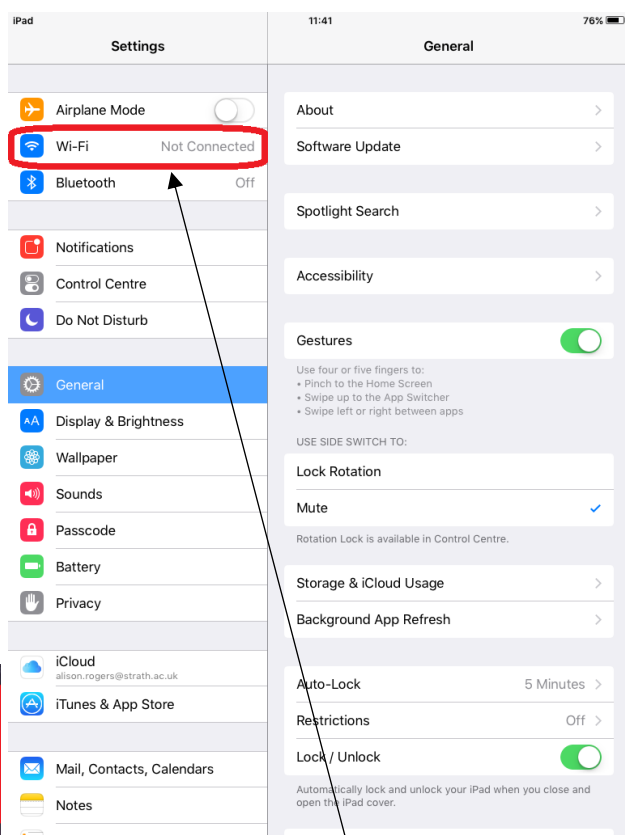 iPad 11:41 76%
Settings
Airplane Mode
Wi-Fi Not Connected
Bluetooth Off
Notifications
Control Centre
Do Not Disturb
General
Display & Brightness
Wallpaper
Sounds
Passcode
Battery
Privacy
iCloud
alison.rogers@strath.ac.uk
iTunes & App Store
Mail, Contacts, Calendars
Notes
General
About
Software Update
Spotlight Search
Accessibility
Gestures
Use four or five fingers to:
• Pinch to the Home Screen
• Swipe up to the App Switcher
• Swipe left or right between apps
USE SIDE SWITCH TO:
Lock Rotation
Mute
Rotation Lock is available in Control Centre.
Storage & iCloud Usage
Background App Refresh
Auto-Lock 5 Minutes
Restrictions Off
Lock / Unlock
Automatically lock and unlock your iPad when you close and
open the iPad cover.